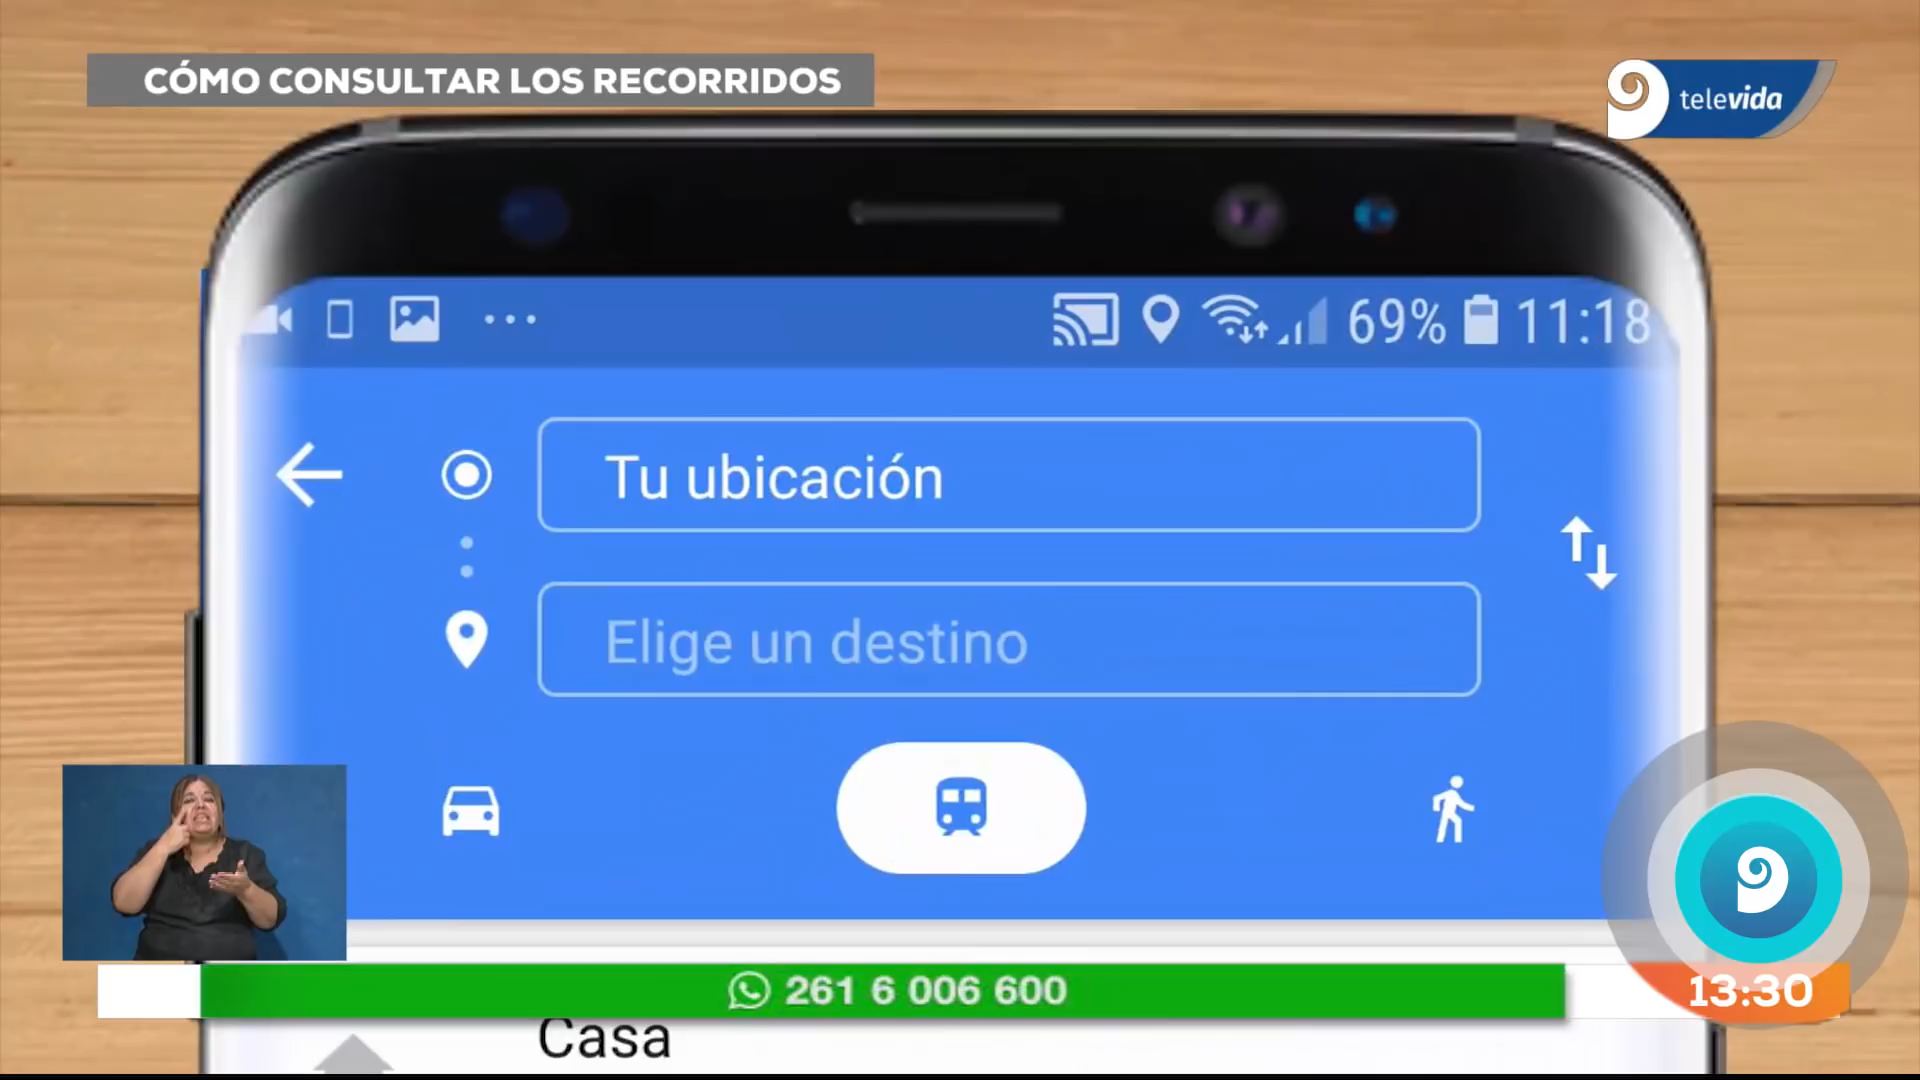 CÓMO CONSULTAR LOS RECORRIDOS
televida
69% 11:18
Tu ubicación
Elige un destino
261 6 006 600
13:30
Casa